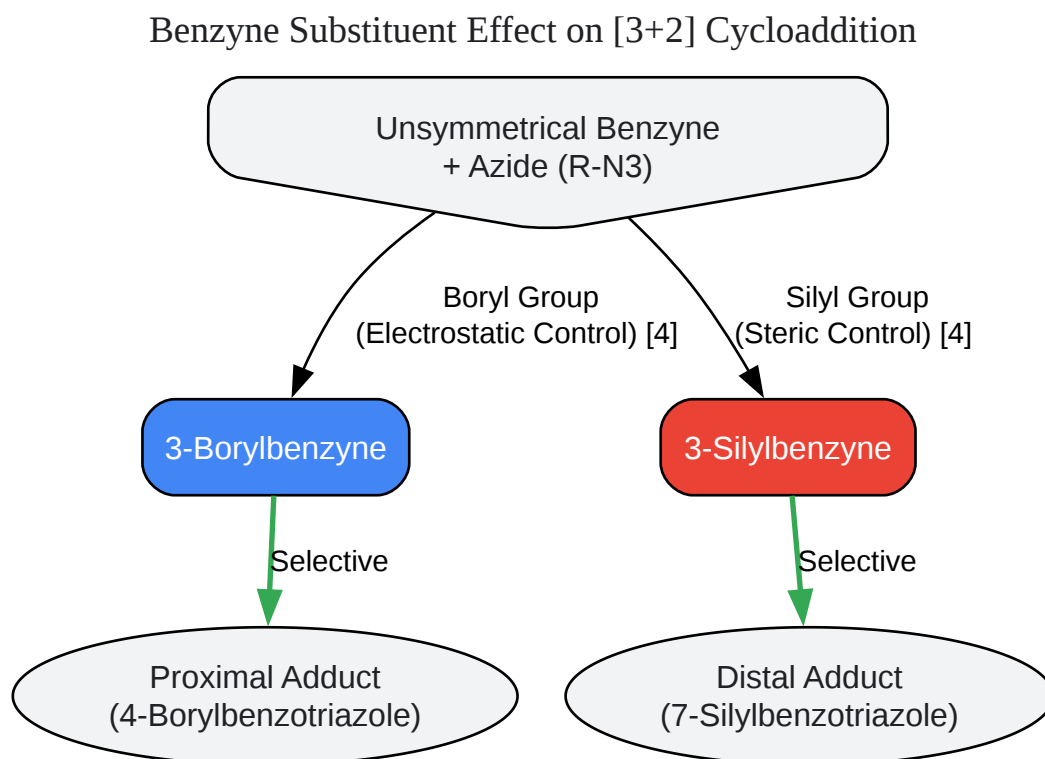 Benzyne Substituent Effect on [3+2] Cycloaddition
Unsymmetrical Benzyne
+ Azide (R-N3)
Boryl Group
(Electrostatic Control) [4]
Silyl Group
(Steric Control) [4]
3-Borylbenzyne
3-Silylbenzyne
Selective
Selective
Proximal Adduct
(4-Borylbenzotriazole)
Distal Adduct
(7-Silylbenzotriazole)